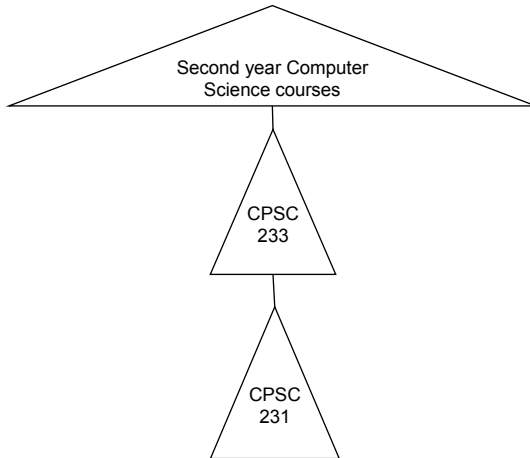 Second year Computer
Science courses
CPSC
233
CPSC
231